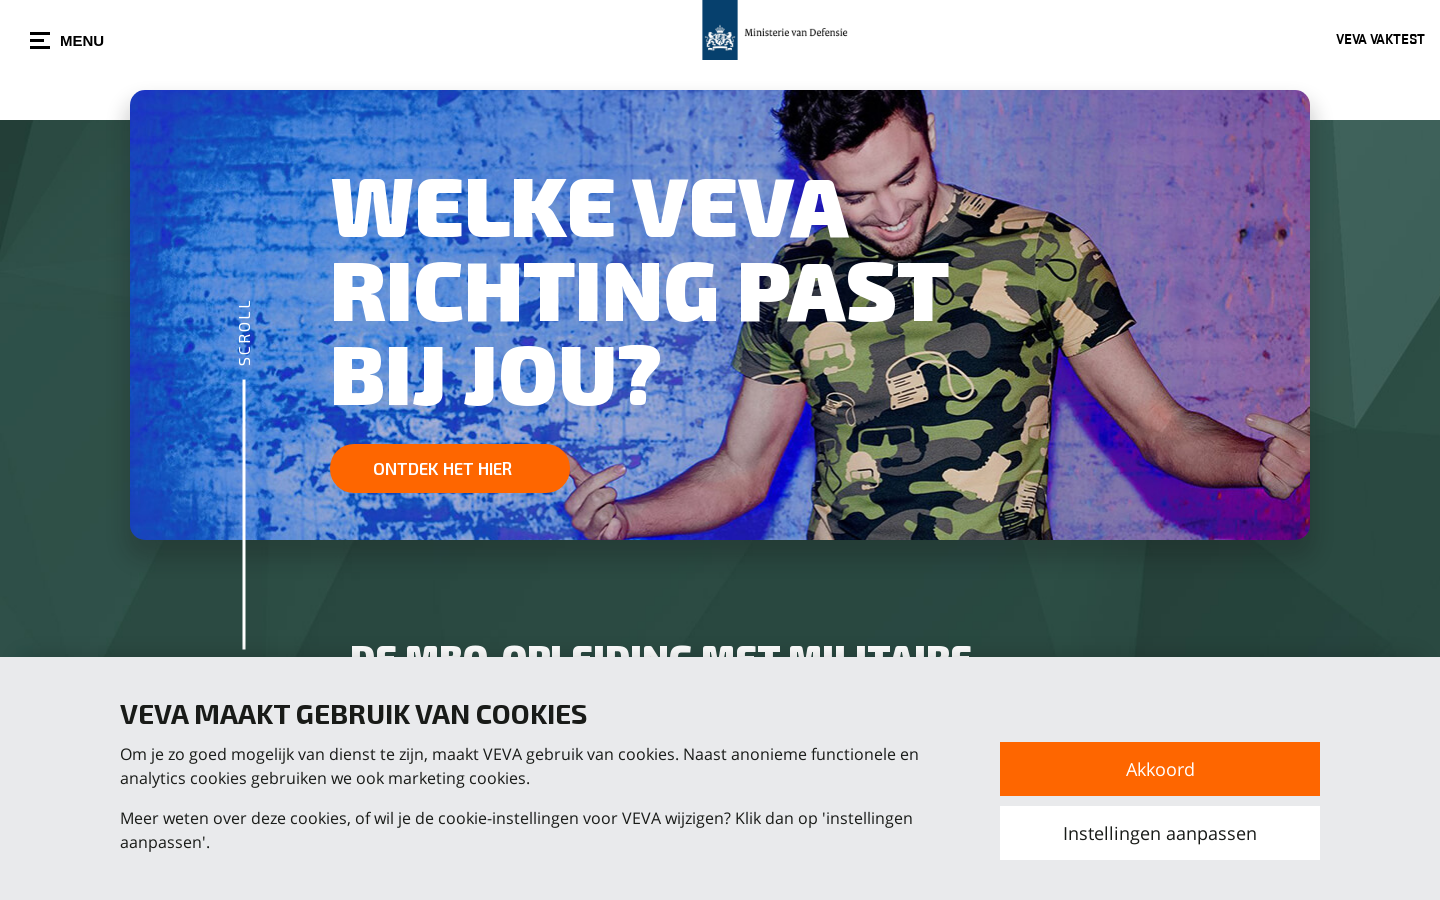 MENU
Ministerie van Defensie
VEVA VAKTEST
WELKE VEVA
RICHTING PAST
BIJ JOU?
SCROLL
ONTDEK HET HIER
DE MBO-OPLEIDING MET MILITAIRE
VEVA MAAKT GEBRUIK VAN COOKIES
Om je zo goed mogelijk van dienst te zijn, maakt VEVA gebruik van cookies. Naast anonieme functionele en
analytics cookies gebruiken we ook marketing cookies.
Meer weten over deze cookies, of wil je de cookie-instellingen voor VEVA wijzigen? Klik dan op 'instellingen
aanpassen'.
Akkoord
Instellingen aanpassen